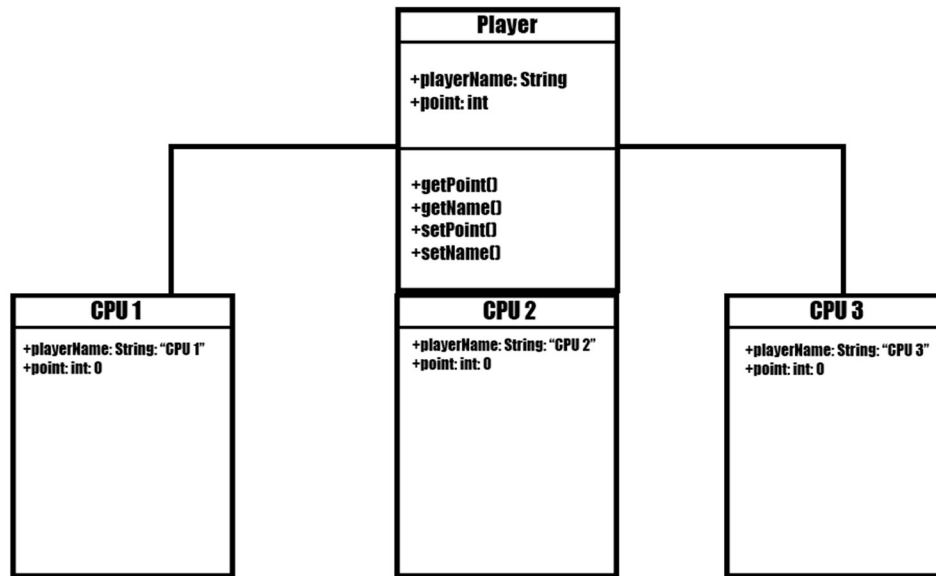 Player
+playerName: String
+point: int
+getPoint()
+getName()
+setPoint()
+setName()
CPU 1
+playerName: String: “CPU 1”
+point: int: 0
CPU 2
+playerName: String: “CPU 2”
+point: int: 0
CPU 3
+playerName: String: “CPU 3”
+point: int: 0